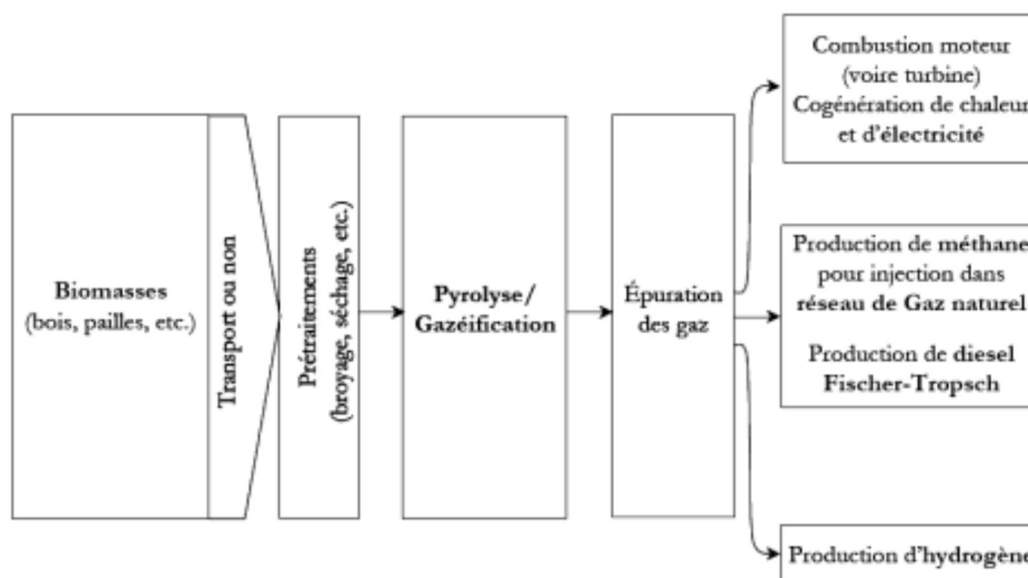 Biomasses
(bois, pailles, etc.)
Transport ou non
Prétraitements
(broyage, séchage, etc.)
Pyrolyse/
Gazéification
Épuration
des gaz
Combustion moteur
(voire turbine)
Cogénération de chaleur
et d'électricité
Production de méthane
pour injection dans
réseau de Gaz naturel
Production de diesel
Fischer-Tropsch
Production d'hydrogène